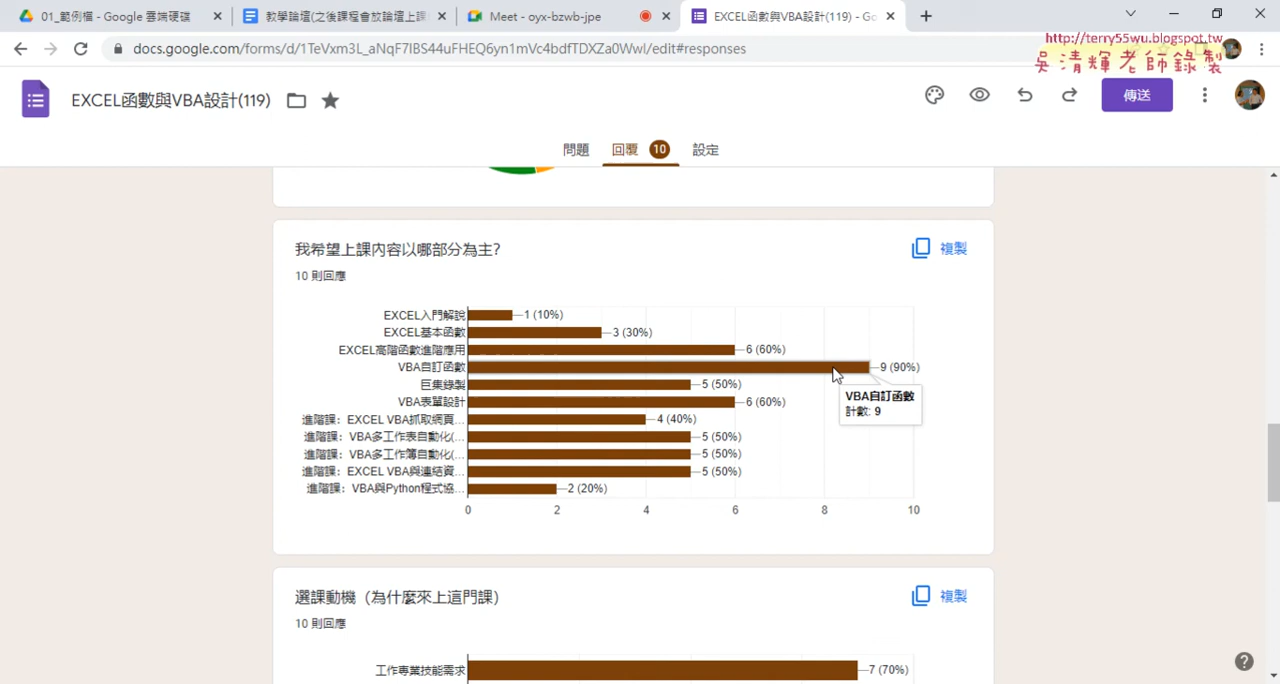 01_範例檔 - Google 雲端硬碟
教學論壇(之後課程會放論壇上課
Meet - oyx-bzwb-jpe
EXCEL函數與VBA設計(119) - Go
docs.google.com/forms/d/1TeVxm3L_aNqF7IBS44uFHEQ6yn1mVc4bdfTDXZa0WwI/edit#responses
http://terry55wu.blogspot.tw
吳清輝老師錄製
EXCEL函數與VBA設計(119)
傳送
問題
回覆 10
設定
我希望上課內容以哪部分為主?
複製
10 則回應
EXCEL入門解說 1 (10%)
EXCEL基本函數 3 (30%)
EXCEL高階函數進階應用 6 (60%)
VBA自訂函數 9 (90%)
巨集錄製 5 (50%)
VBA自訂函數
計數: 9
VBA表單設計 6 (60%)
進階課：EXCEL VBA抓取網頁... 4 (40%)
進階課：VBA多工作表自動化(... 5 (50%)
進階課：VBA多工作簿自動化(... 5 (50%)
進階課：EXCEL VBA與連結資... 5 (50%)
進階課：VBA與Python程式協... 2 (20%)
0 2 4 6 8 10
選課動機（為什麼來上這門課）
複製
10 則回應
工作專業技能需求 7 (70%)